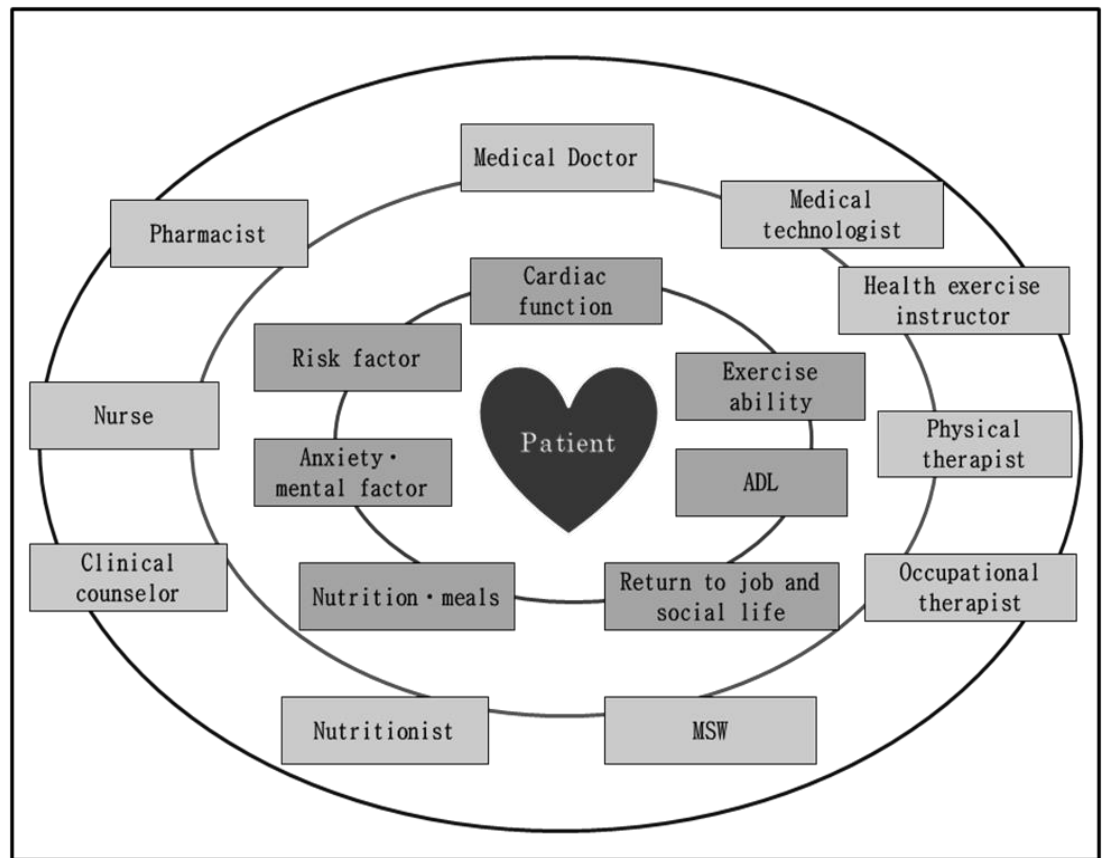 Medical Doctor
Medical
technologist
Pharmacist
Health exercise
instructor
Cardiac
function
Risk factor
Exercise
ability
Nurse
Patient
Physical
therapist
Anxiety・
mental factor
ADL
Clinical
counselor
Nutrition・meals
Return to job and
social life
Occupational
therapist
Nutritionist
MSW